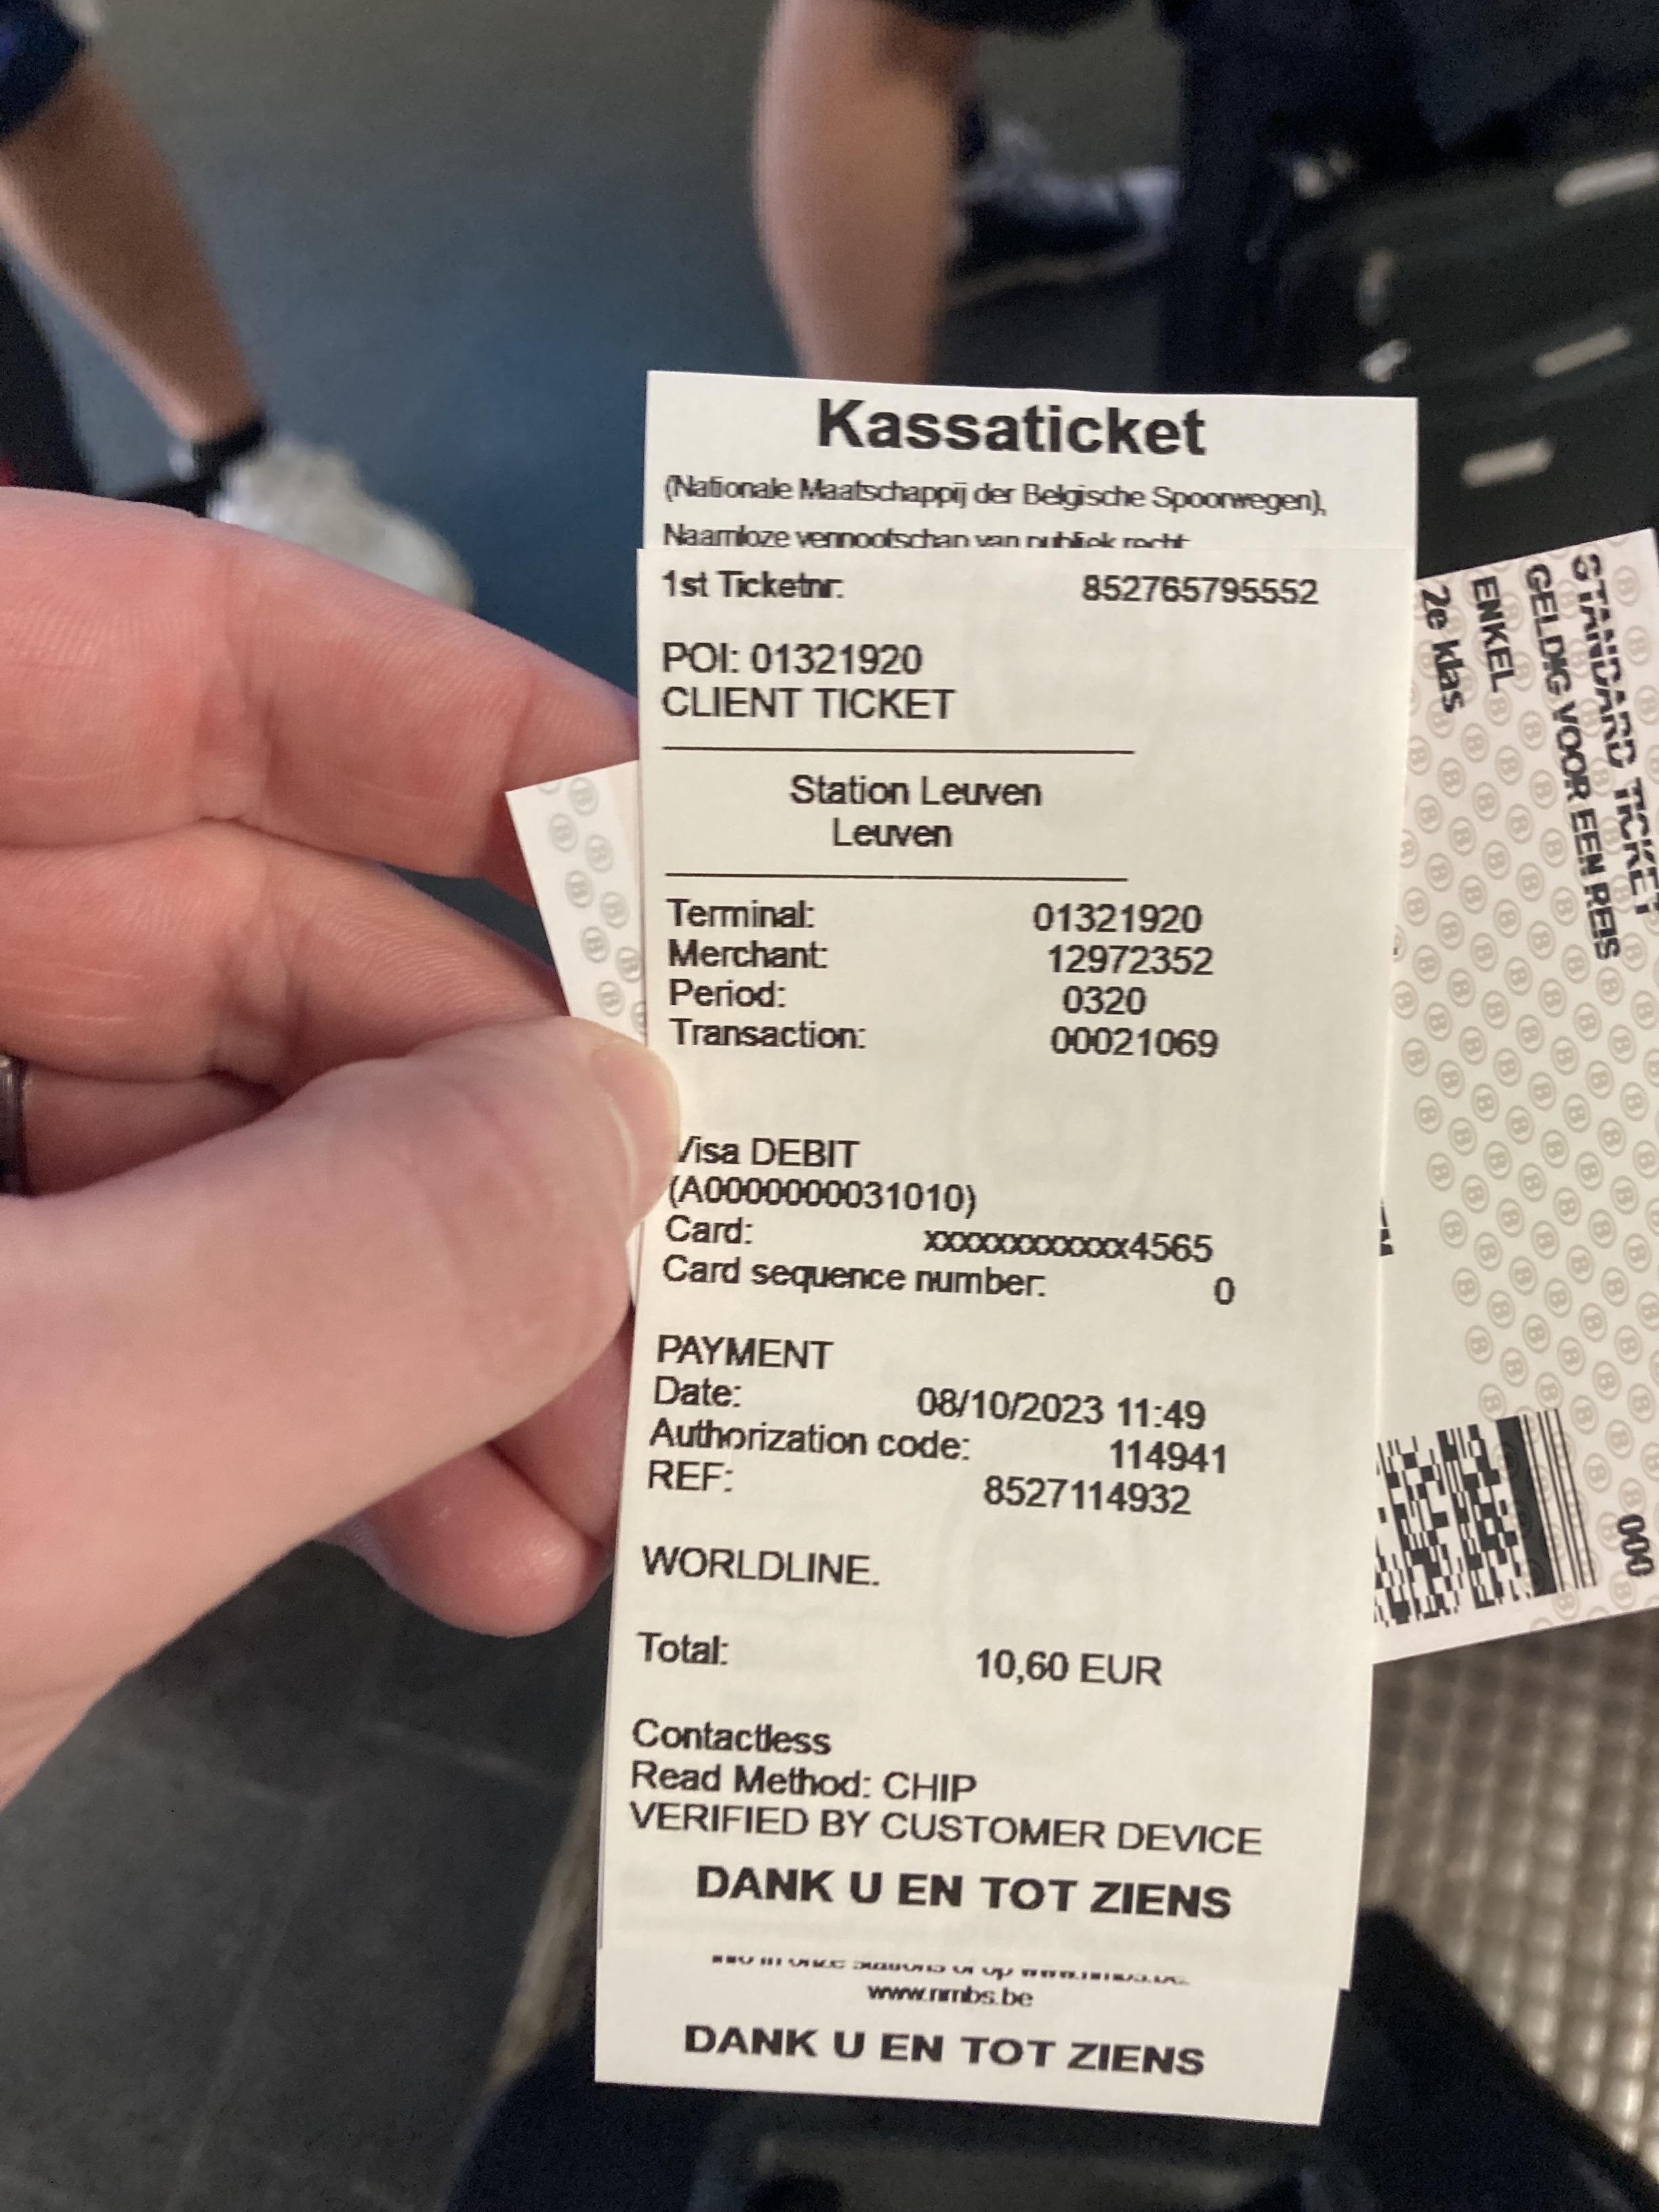 Kassaticket
(Nationale Maatschappij der Belgische Spoorwegen),
Naamloze vennootschap van publiek recht
1st Ticketnr: 852765795552
POI: 01321920
CLIENT TICKET
Station Leuven
Leuven
Terminal: 01321920
Merchant: 12972352
Period: 0320
Transaction: 00021069
Visa DEBIT
(A0000000031010)
Card: xxxxxxxxxxxx4565
Card sequence number: 0
PAYMENT
Date: 08/10/2023 11:49
Authorization code: 114941
REF: 8527114932
WORLDLINE.
Total: 10,60 EUR
Contactless
Read Method: CHIP
VERIFIED BY CUSTOMER DEVICE
DANK U EN TOT ZIENS
www.nmbs.be
DANK U EN TOT ZIENS
STANDARD TICKET
GELDIG VOOR EEN REIS
ENKEL
2e klas
000